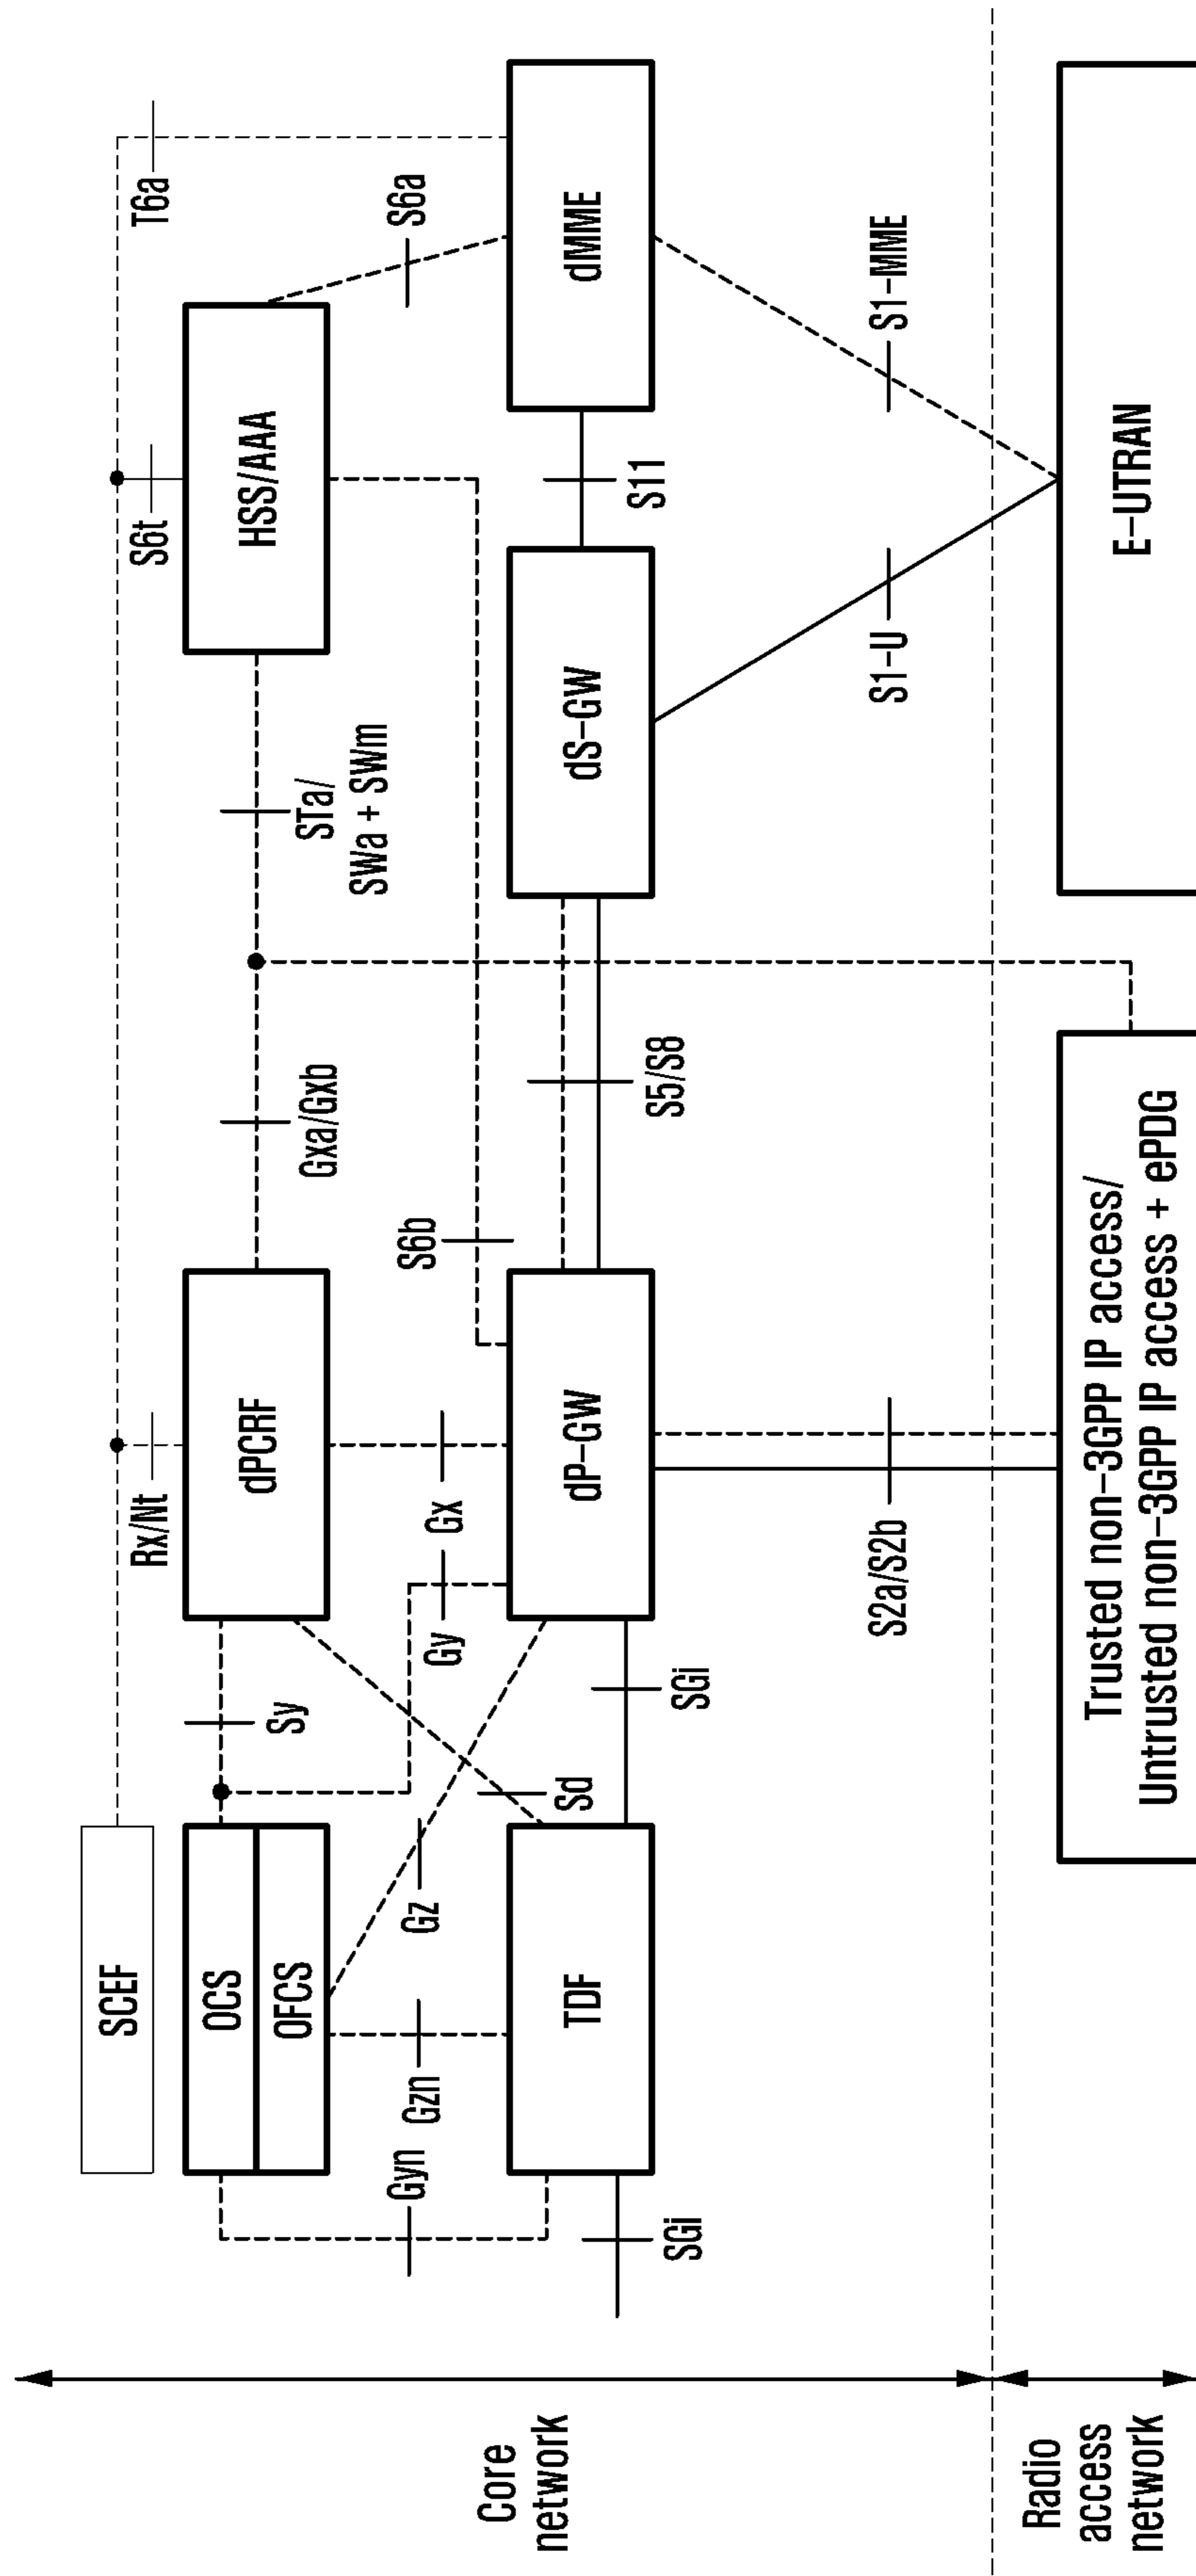 SCEF
T6a
S6t
Rx/Nt
OCS
OFCS
dPCRF
HSS/AAA
Sy
Gxa/Gxb
STa/
SWa + SWm
S6a
Gyn
Gzn
Gz
Gy
Gx
S6b
Sd
TDF
dP-GW
dS-GW
dMME
S11
S5/S8
SGi
SGi
Core
network
S2a/S2b
S1-U
S1-MME
Radio
access
network
Trusted non-3GPP IP access/
Untrusted non-3GPP IP access + ePDG
E-UTRAN